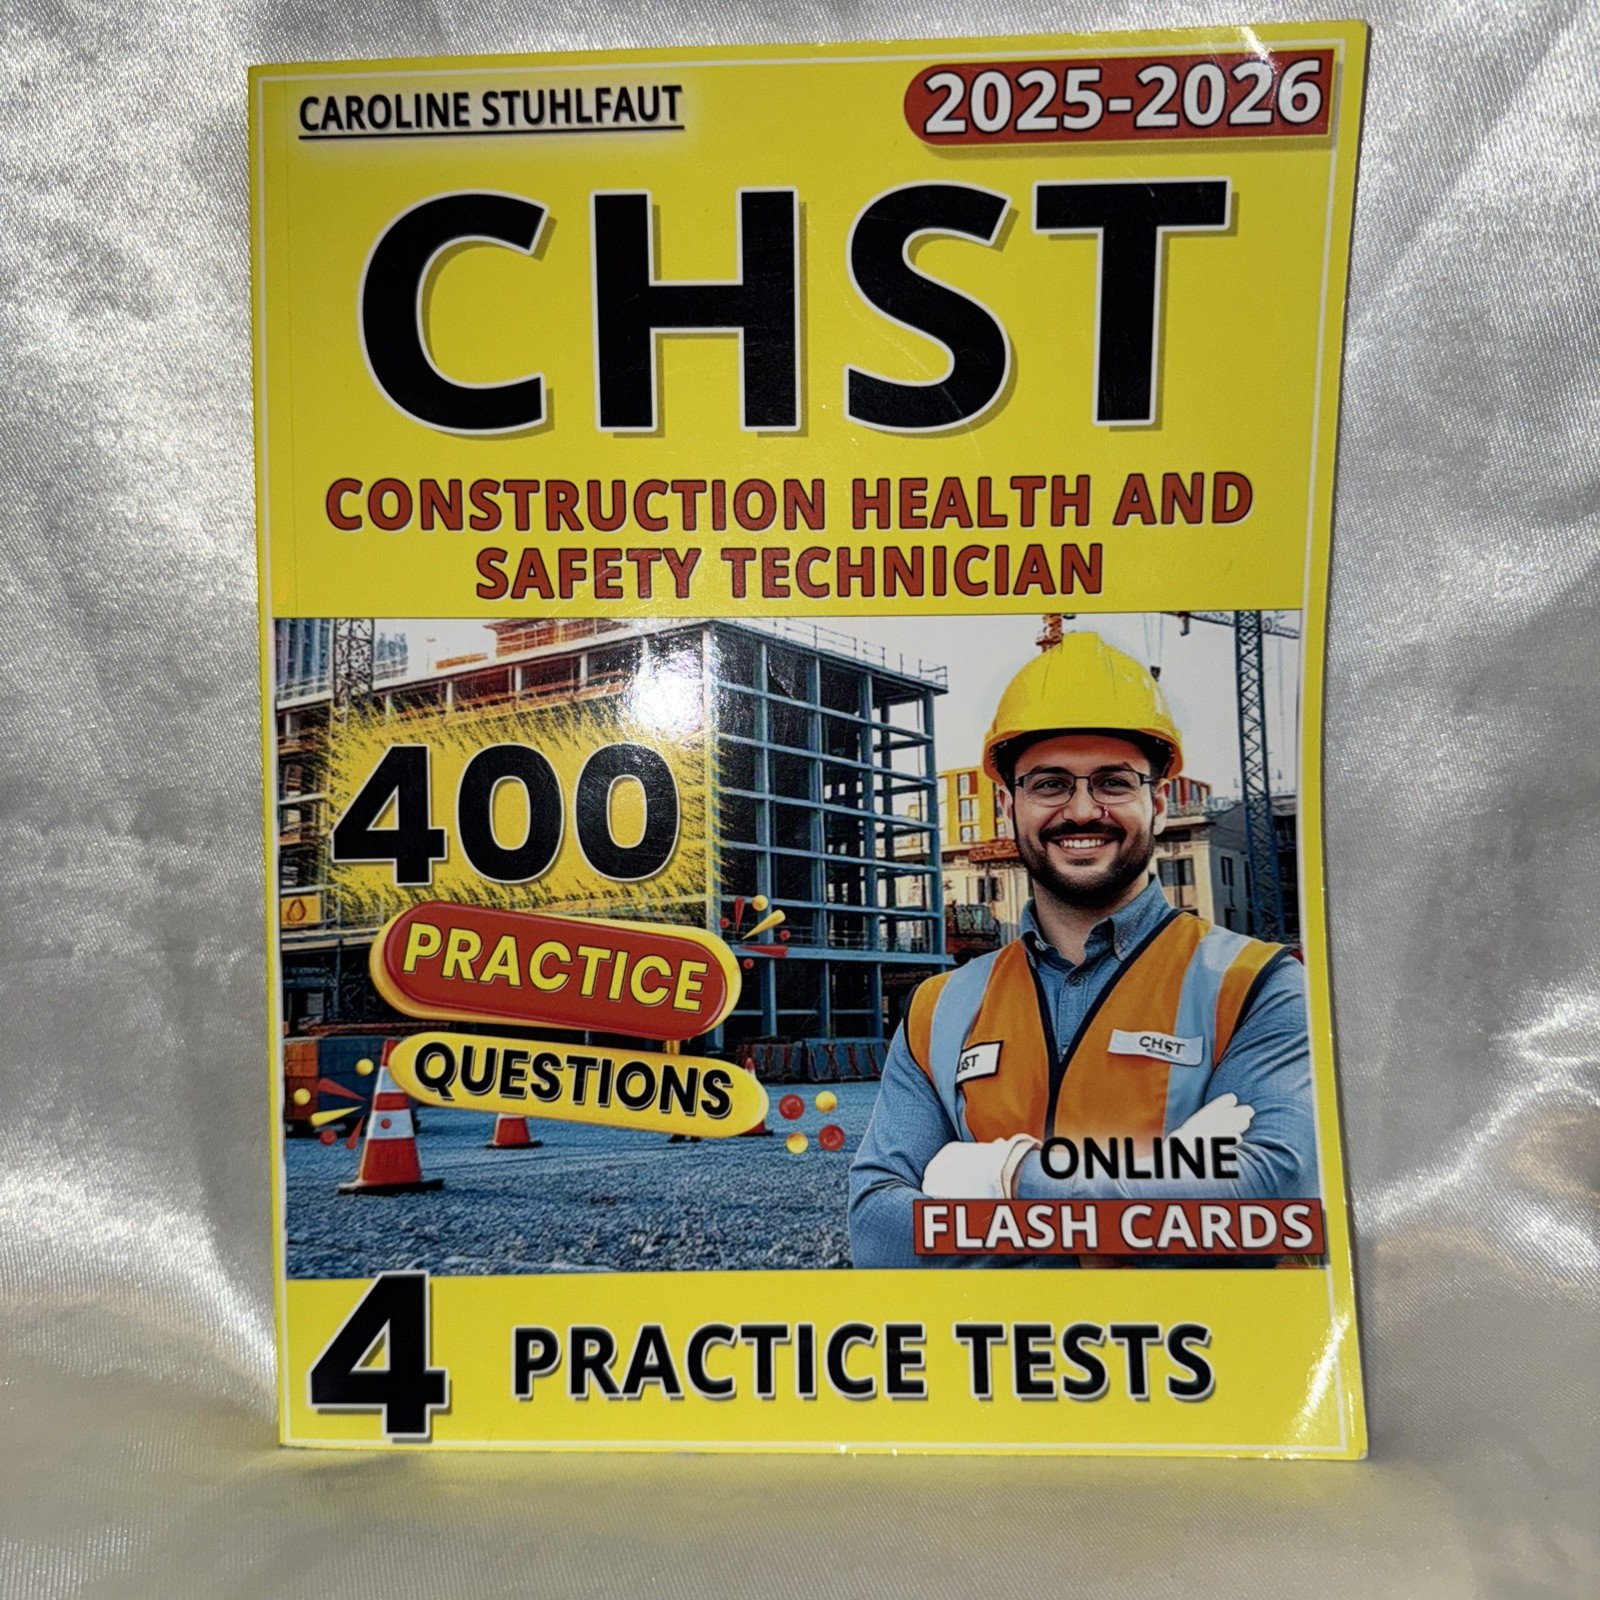 CAROLINE STUHLFAUT
2025-2026
CHST
CONSTRUCTION HEALTH AND
SAFETY TECHNICIAN
400
PRACTICE
QUESTIONS
CHST
ONLINE
FLASH CARDS
4 PRACTICE TESTS